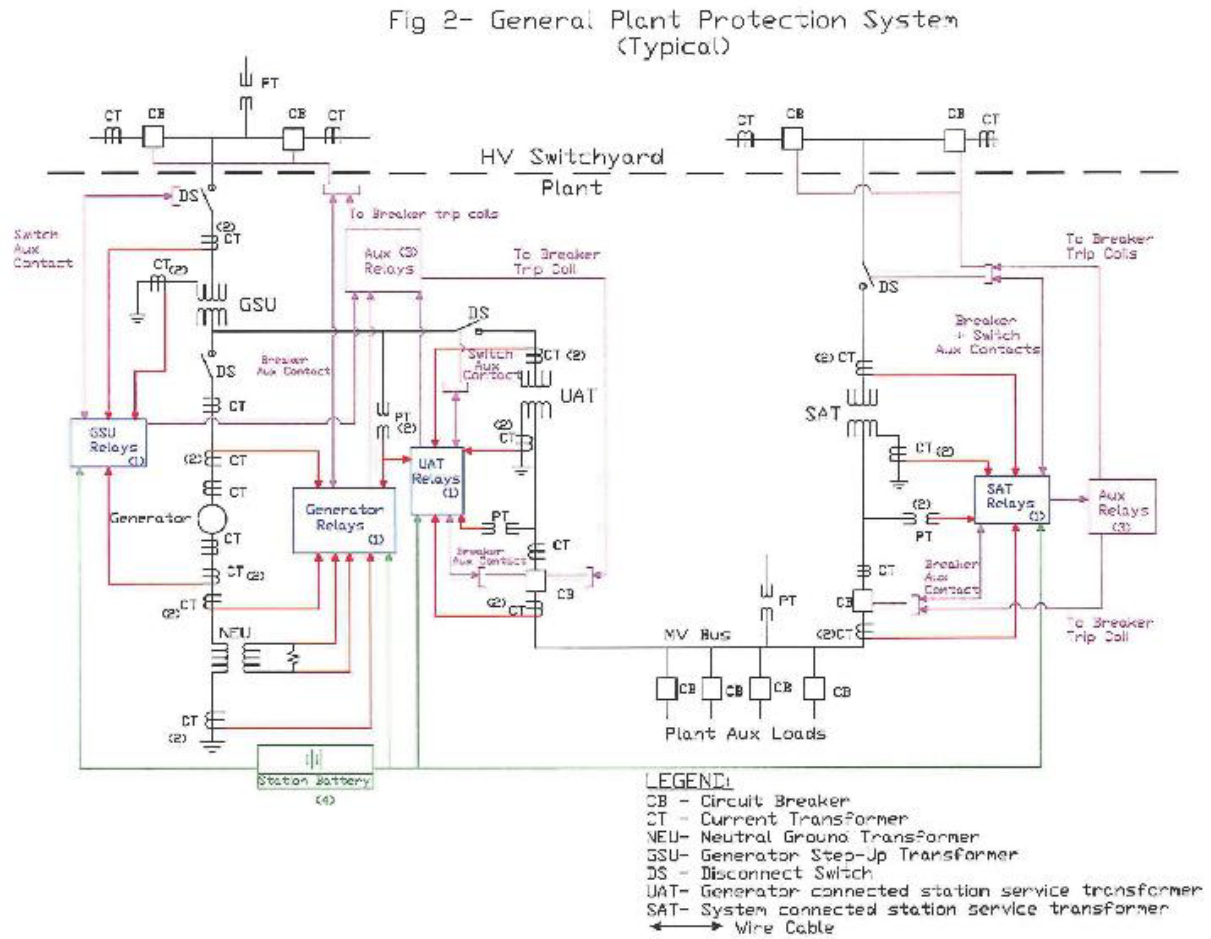 Fig 2- General Plant Protection System
(Typical)
PT
CT
CB
CB
CT
CT
CB
CB
CT
HV Switchyard
Plant
DS
To Breaker trip coils
Switch
Aux
Contact
(2)
CT
Aux (3)
Relays
To Breaker
Trip Coil
To Breaker
Trip Coils
CT(2)
GSU
DS
DS
Breaker
+ Switch
Aux Contacts
DS
Breaker
Aux Contact
Switch
Aux
Contact
CT (2)
UAT
(2) CT
SAT
CT
PT
(2)
(2)
CT
GSU
Relays
(1)
(2)
CT
UAT
Relays
(1)
CT (2)
CT
Generator
Generator
Relays
(1)
PT
(2)
PT
SAT
Relays
(1)
Aux
Relays
(3)
CT
CT (2)
(2) CT
Breaker
Aux Contact
CT
CB
(2)
CT
CT
Breaker
Aux
Contact
CB
PT
To Breaker
Trip Coil
NEU
MV Bus
(2)CT
CB
CB
CB
CB
CT
(2)
Plant Aux Loads
Station Battery
(4)
LEGEND:
CB - Circuit Breaker
CT - Current Transformer
NEU- Neutral Ground Transformer
GSU- Generator Step-Up Transformer
DS - Disconnect Switch
UAT- Generator connected station service transformer
SAT- System connected station service transformer
Wire Cable